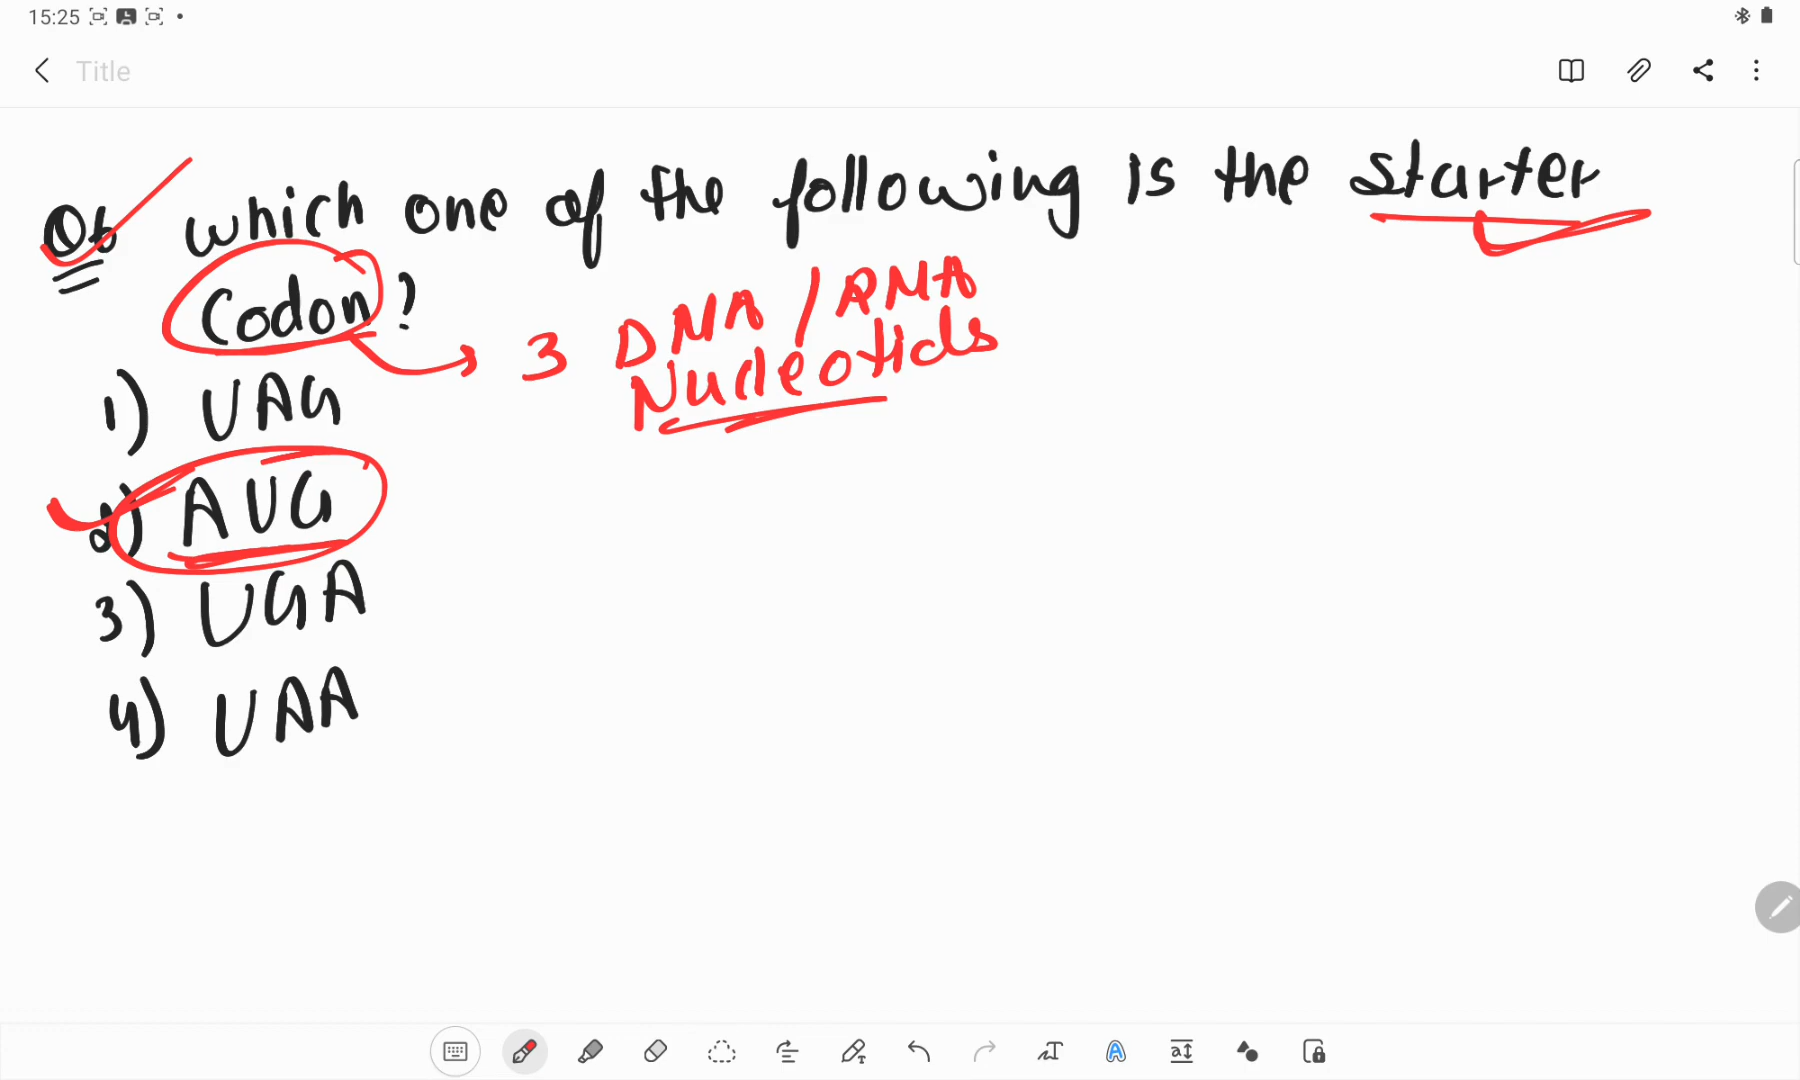 15:25
Title
Q6 which one of the following is the starter
Codon?
3 DNA/RNA
Nucleotids
1) UAG
2) AUG
3) UGA
4) UAA